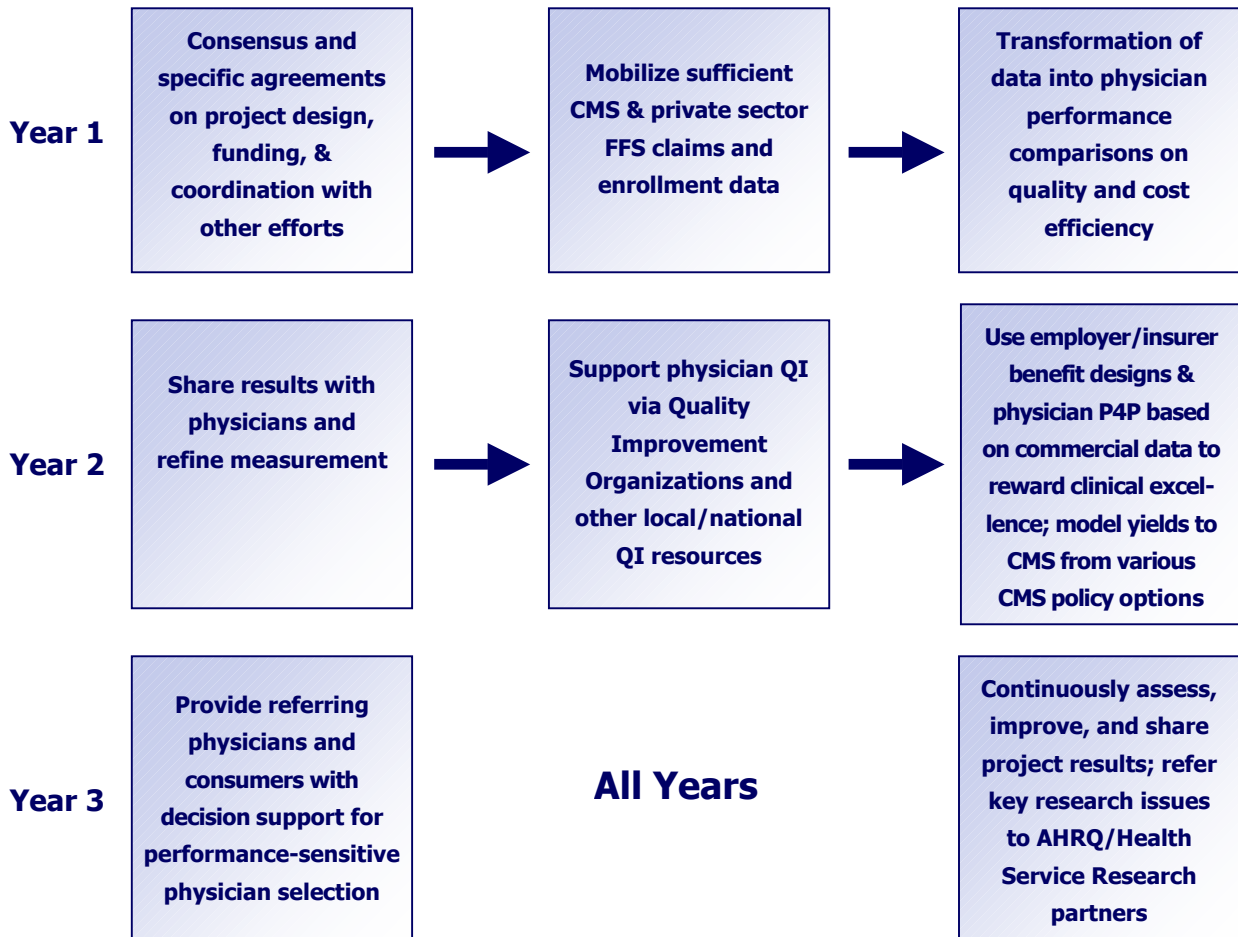 Year 1
Consensus and
specific agreements
on project design,
funding, &
coordination with
other efforts
Mobilize sufficient
CMS & private sector
FFS claims and
enrollment data
Transformation of
data into physician
performance
comparisons on
quality and cost
efficiency
Year 2
Share results with
physicians and
refine measurement
Support physician QI
via Quality
Improvement
Organizations and
other local/national
QI resources
Use employer/insurer
benefit designs &
physician P4P based
on commercial data to
reward clinical excel-
lence; model yields to
CMS from various
CMS policy options
Year 3
Provide referring
physicians and
consumers with
decision support for
performance-sensitive
physician selection
All Years
Continuously assess,
improve, and share
project results; refer
key research issues
to AHRQ/Health
Service Research
partners